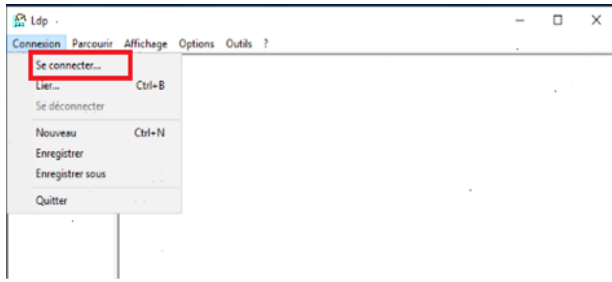 Ldp
Connexion Parcourir Affichage Options Outils ?
Se connecter...
Lier... Ctrl+B
Se déconnecter
Nouveau Ctrl+N
Enregistrer
Enregistrer sous
Quitter